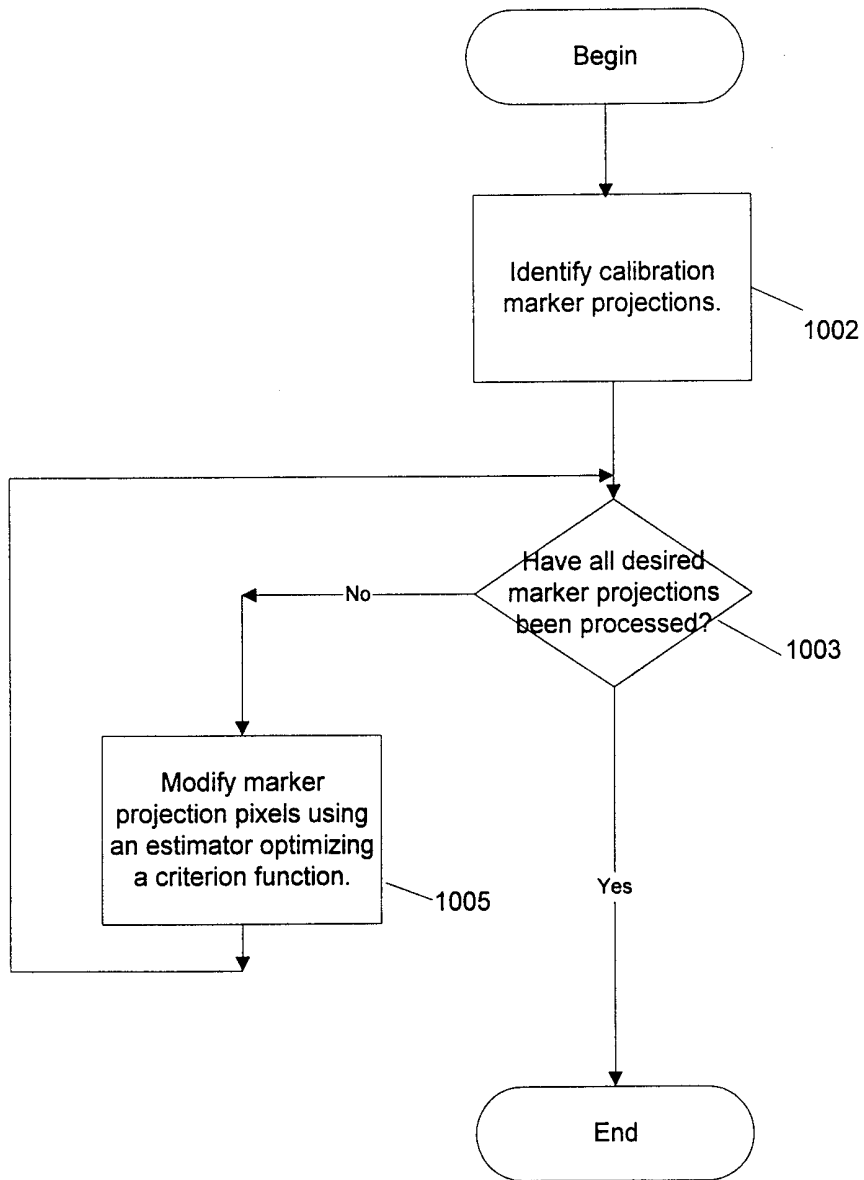 Begin
Identify calibration
marker projections.
1002
Have all desired
marker projections
been processed?
1003
No
Modify marker
projection pixels using
an estimator optimizing
a criterion function.
1005
Yes
End